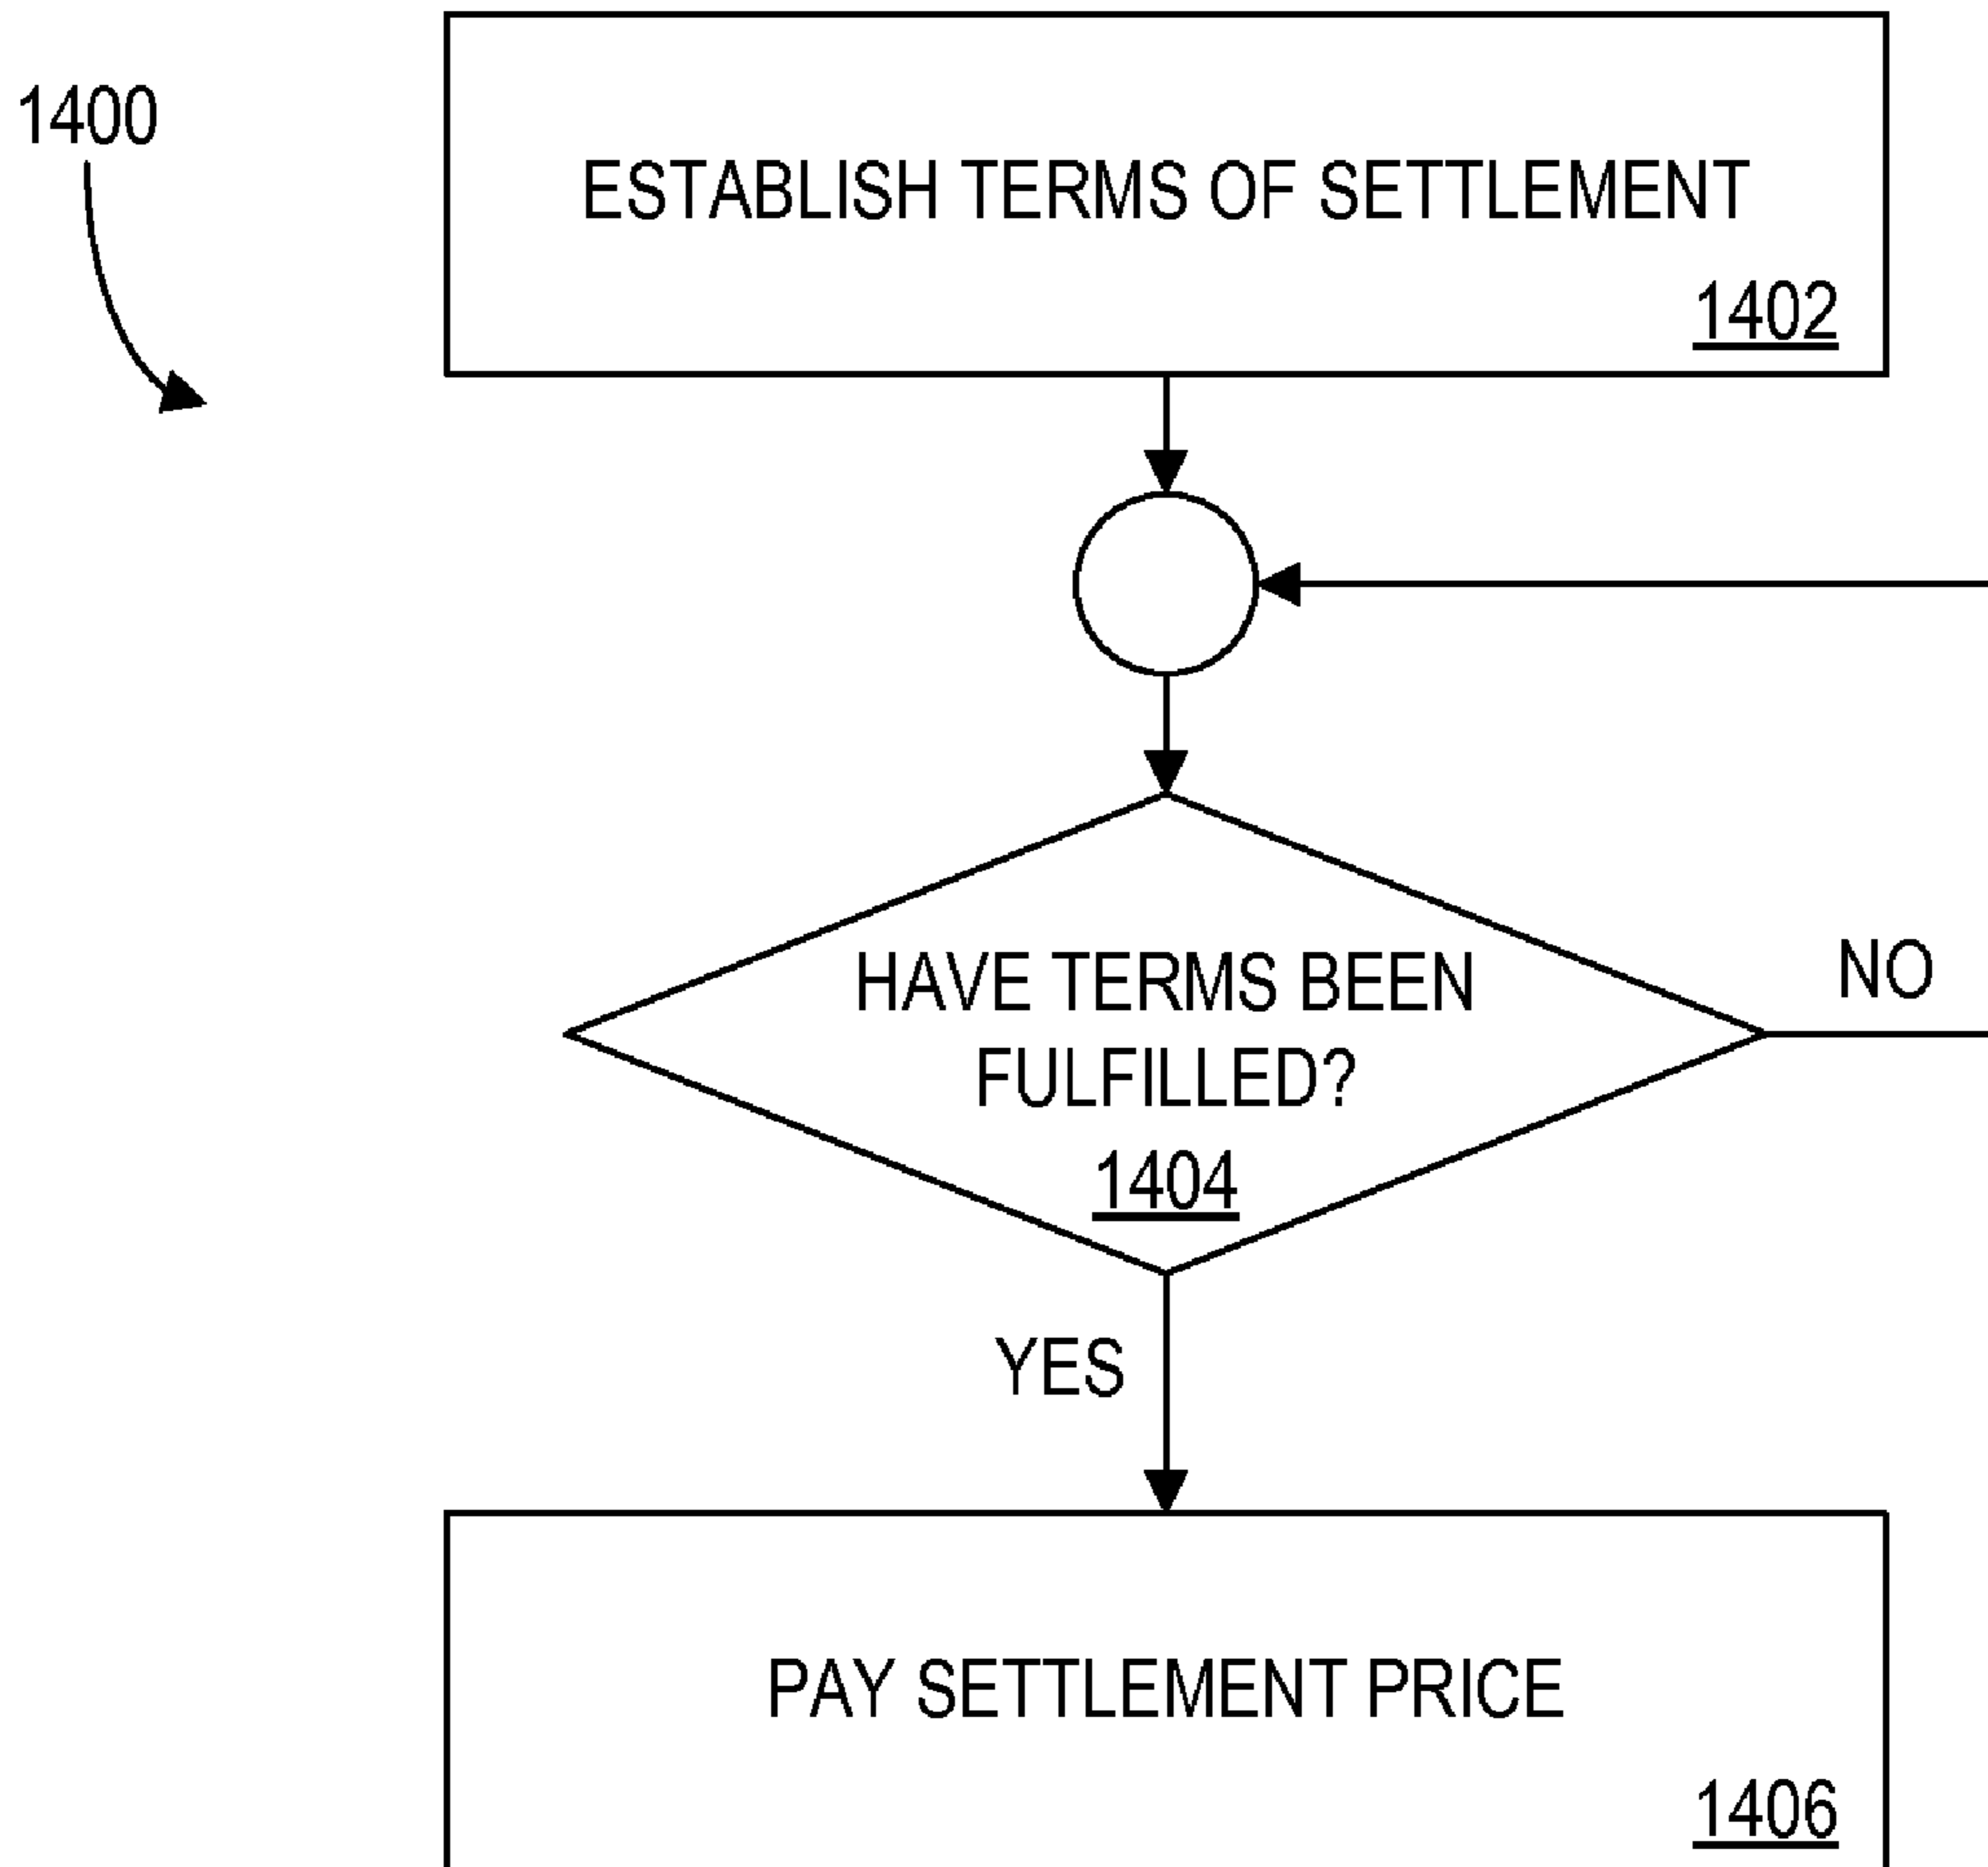 1400
ESTABLISH TERMS OF SETTLEMENT
1402
HAVE TERMS BEEN
FULFILLED?
1404
NO
YES
PAY SETTLEMENT PRICE
1406